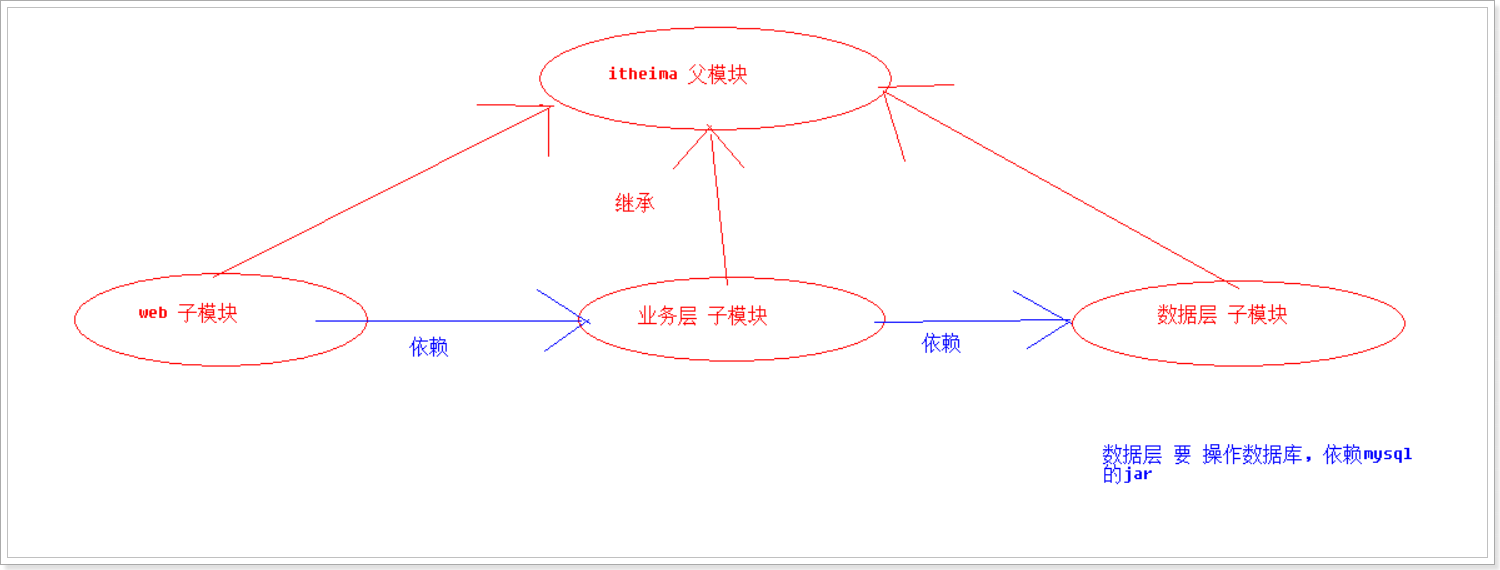 itheima 父模块
继承
web 子模块
业务层 子模块
数据层 子模块
依赖
依赖
数据层 要 操作数据库，依赖mysql
的jar